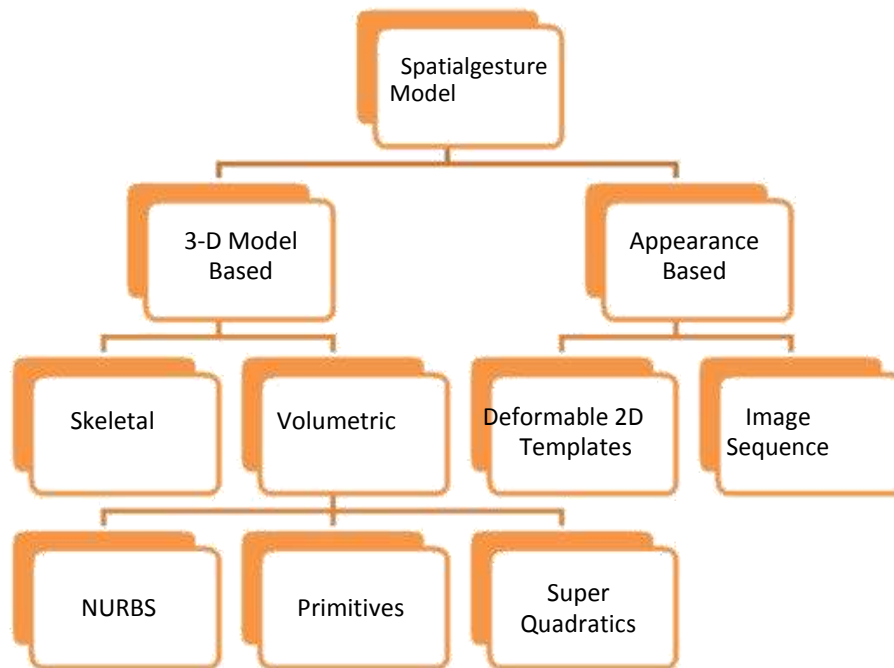 Spatialgesture
Model
3-D Model
Based
Appearance
Based
Skeletal
Volumetric
Deformable 2D
Templates
Image
Sequence
NURBS
Primitives
Super
Quadratics